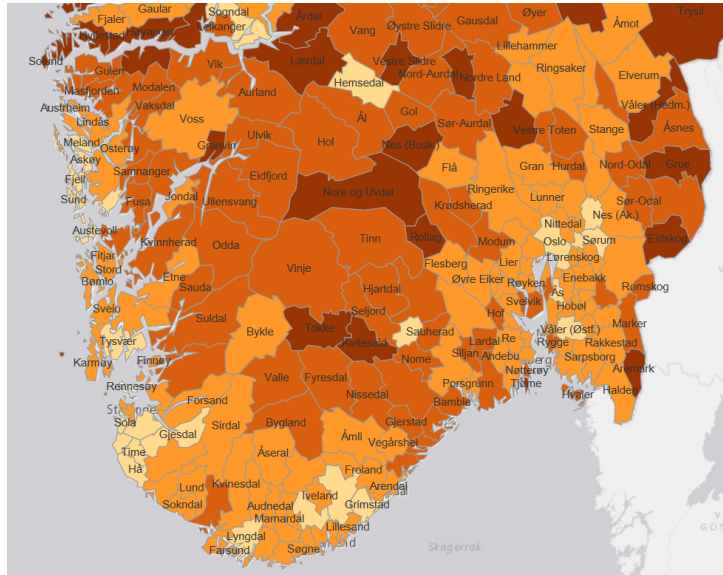 Gaular
Sogndal
Årdal
Vang
Øystre Slidre
Gausdal
Øyer
Åmot
Trysil
Fjaler
Leikanger
Hyllestad
Høyanger
Lillehammer
Solund
Vik
Lærdal
Vestre Slidre
Nord-Aurdal
Nordre Land
Ringsaker
Elverum
Gulen
Hemsedal
Masfjorden
Modalen
Aurland
Austrheim
Vaksdal
Våler (Hedm.)
Lindås
Voss
Ål
Gol
Sør-Aurdal
Vestre Toten
Stange
Åsnes
Meland
Osterøy
Granvin
Ulvik
Hol
Nes (Busk.)
Askøy
Flå
Gran
Hurdal
Nord-Odal
Grue
Fjell
Samnanger
Eidfjord
Sund
Fusa
Jondal
Ullensvang
Nore og Uvdal
Ringerike
Krødsherad
Lunner
Sør-Odal
Nes (Ak.)
Austevoll
Kvinnherad
Odda
Tinn
Rollag
Modum
Nittedal
Oslo
Sørum
Eidskog
Fitjar
Stord
Bømlo
Etne
Vinje
Flesberg
Lier
Lørenskog
Sauda
Hjartdal
Øvre Eiker
Røyken
Enebakk
Rømskog
Ås
Sveio
Suldal
Bykle
Seljord
Svelvik
Hobøl
Tokke
Hof
Marker
Tysvær
Kviteseid
Sauherad
Lardal
Re
Våler (Østf.)
Rygge
Rakkestad
Karmøy
Finnøy
Nome
Siljan
Andebu
Sarpsborg
Aremark
Valle
Fyresdal
Nøtterøy
Rennesøy
Forsand
Nissedal
Porsgrunn
Tjøme
Halden
Bamble
Hvaler
Sola
Gjesdal
Sirdal
Bygland
Gjerstad
Time
Åmli
Vegårshei
Hå
Åseral
Froland
Lund
Kvinesdal
Iveland
Arendal
Sokndal
Audnedal
Grimstad
Marnardal
Lillesand
Lyngdal
Farsund
Søgne
Skagerrak